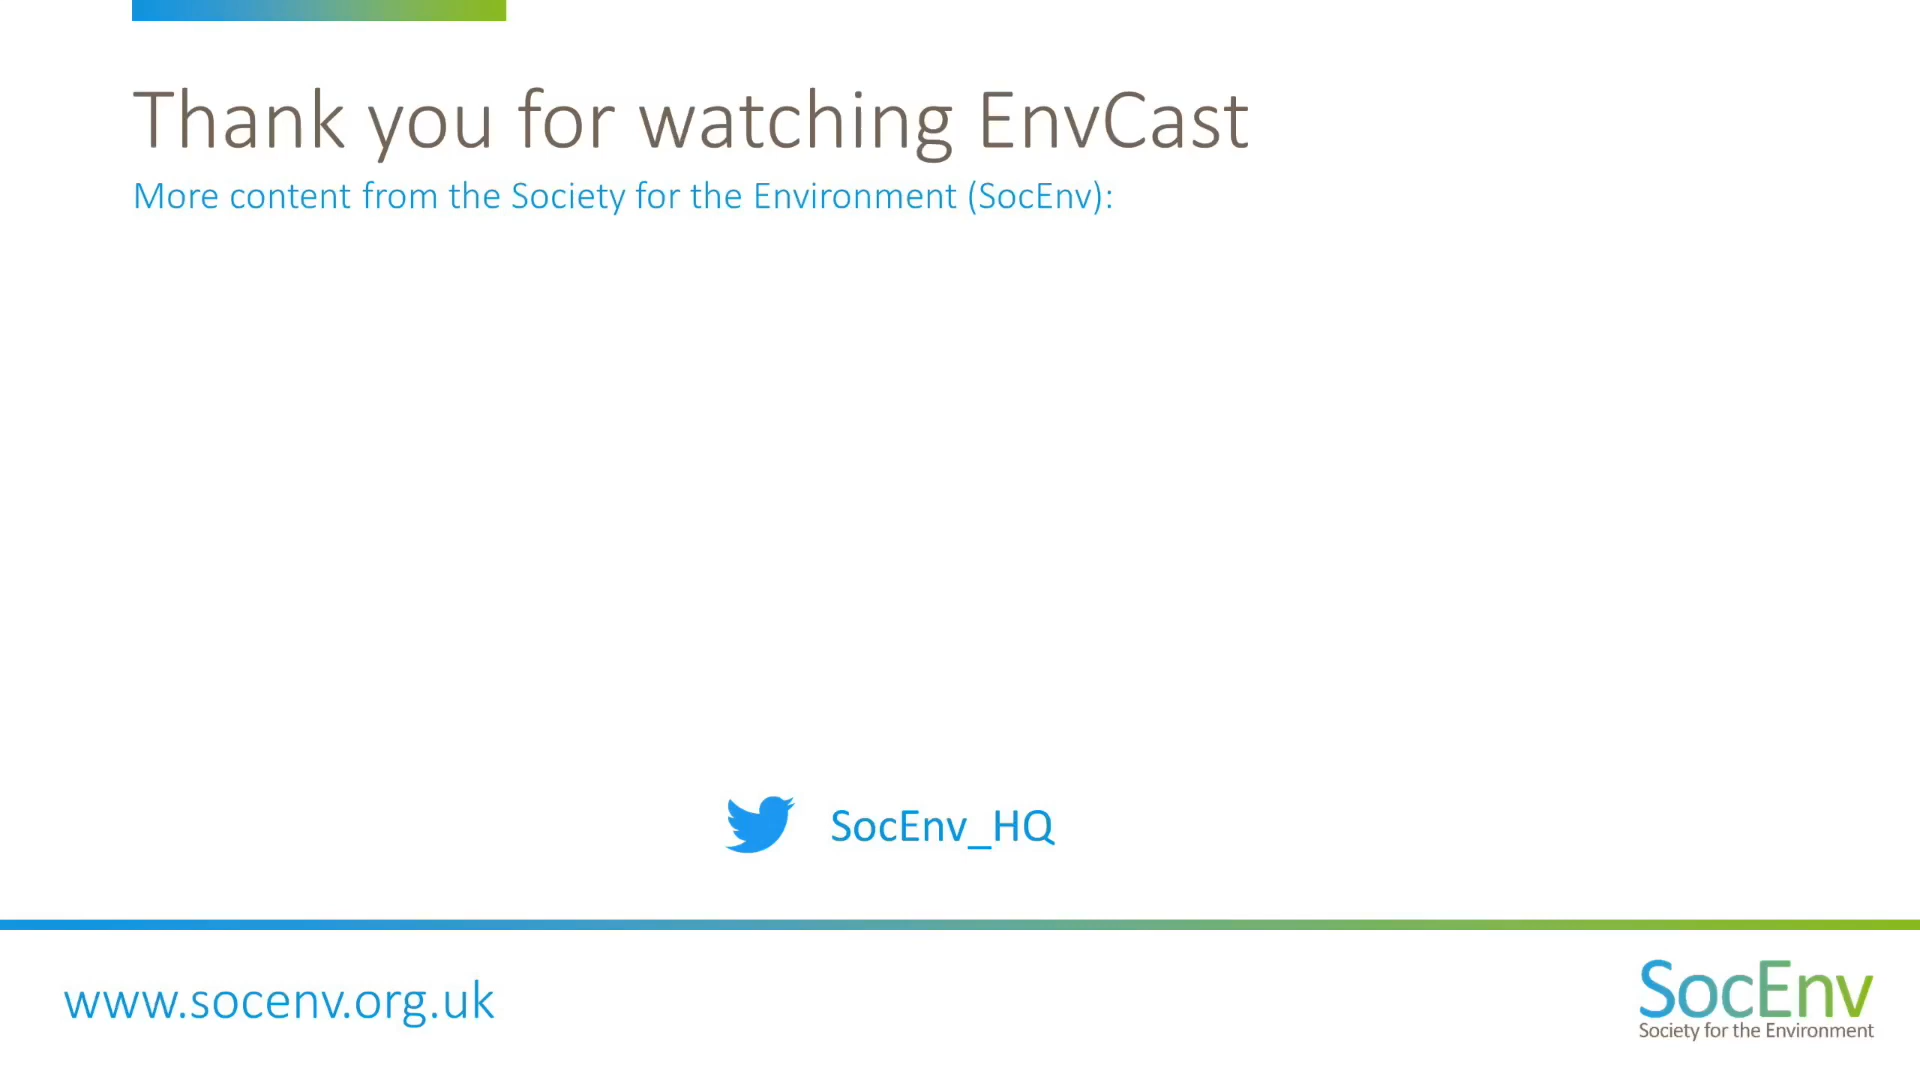 Thank you for watching EnvCast
More content from the Society for the Environment (SocEnv):
SocEnv_HQ
www.socenv.org.uk
SocEnv
Society for the Environment